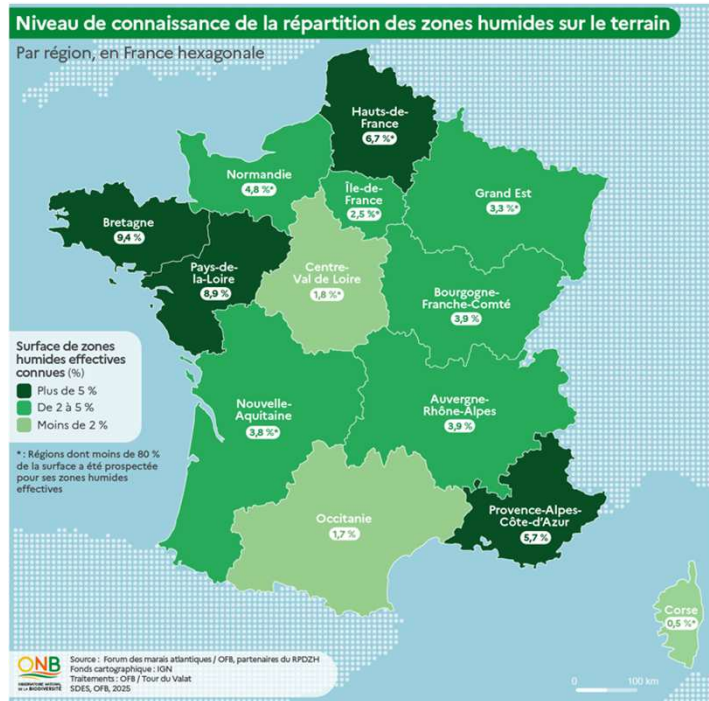 Niveau de connaissance de la répartition des zones humides sur le terrain
Par région, en France hexagonale
Hauts-de-
France
6,7 %*
Normandie
4,8 %*
Île-de-
France
2,5 %*
Grand Est
3,3 %*
Bretagne
9,4 %
Pays-de-
la-Loire
8,9 %
Centre-
Val de Loire
1,8 %*
Bourgogne-
Franche-Comté
3,9 %
Surface de zones
humides effectives
connues (%)
Plus de 5 %
De 2 à 5 %
Moins de 2 %
* : Régions dont moins de 80 %
de la surface a été prospectée
pour ses zones humides
effectives
Nouvelle-
Aquitaine
3,8 %*
Auvergne-
Rhône-Alpes
3,9 %
Occitanie
1,7 %
Provence-Alpes-
Côte-d'Azur
5,7 %
Corse
0,5 %*
ONB
OBSERVATOIRE NATIONAL
DE LA BIODIVERSITÉ
Source : Forum des marais atlantiques / OFB, partenaires du RPDZH
Fonds cartographique : IGN
Traitements : OFB / Tour du Valat
SDES, OFB, 2025
0 100 km